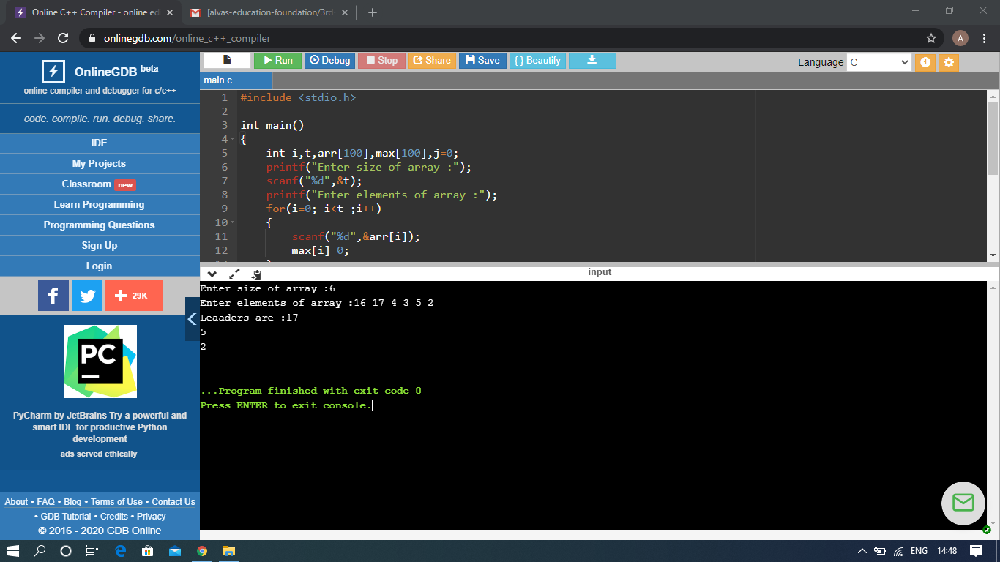 Online C++ Compiler - online ed
[alvas-education-foundation/3rd
onlinegdb.com/online_c++_compiler
A
OnlineGDB beta
online compiler and debugger for c/c++
code. compile. run. debug. share.
IDE
My Projects
Classroom new
Learn Programming
Programming Questions
Sign Up
Login
29K
PC
PyCharm by JetBrains Try a powerful and
smart IDE for productive Python
development
ads served ethically
About • FAQ • Blog • Terms of Use • Contact Us
• GDB Tutorial • Credits • Privacy
© 2016 - 2020 GDB Online
Run Debug Stop Share Save { } Beautify
Language C
main.c
1 #include <stdio.h>
2
3 int main()
4 {
5 int i,t,arr[100],max[100],j=0;
6 printf("Enter size of array :");
7 scanf("%d",&t);
8 printf("Enter elements of array :");
9 for(i=0; i<t ;i++)
10 {
11 scanf("%d",&arr[i]);
12 max[i]=0;
input
Enter size of array :6
Enter elements of array :16 17 4 3 5 2
Leaaders are :17
5
2
...Program finished with exit code 0
Press ENTER to exit console.
ENG 14:48